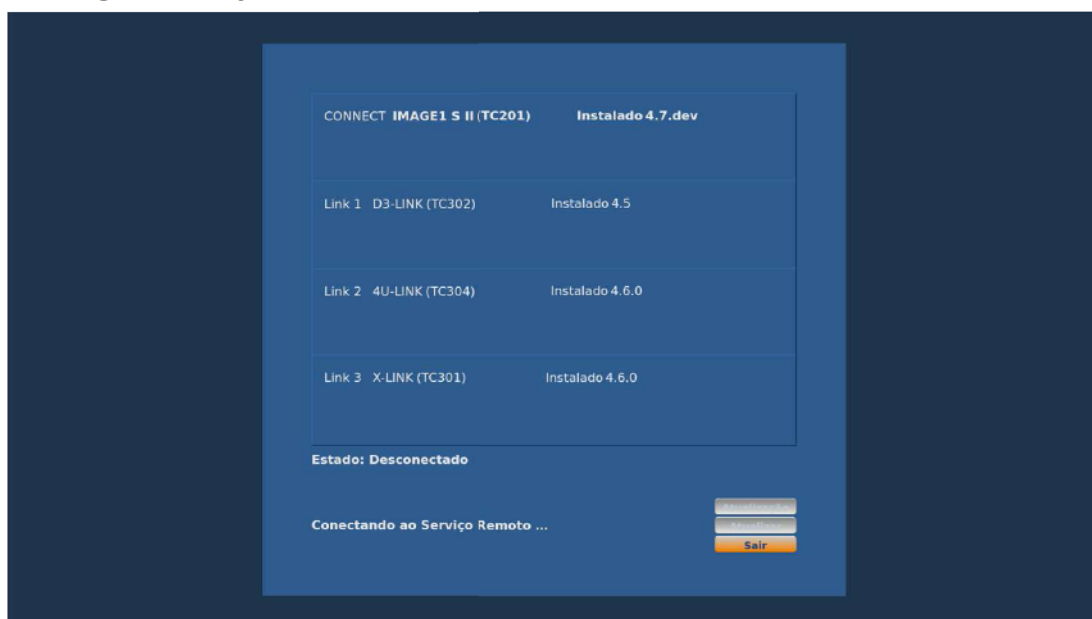 CONNECT IMAGE1 S II (TC201) Instalado 4.7.dev
Link 1 D3-LINK (TC302) Instalado 4.5
Link 2 4U-LINK (TC304) Instalado 4.6.0
Link 3 X-LINK (TC301) Instalado 4.6.0
Estado: Desconectado
Conectando ao Serviço Remoto ...
Atualizar
Sair